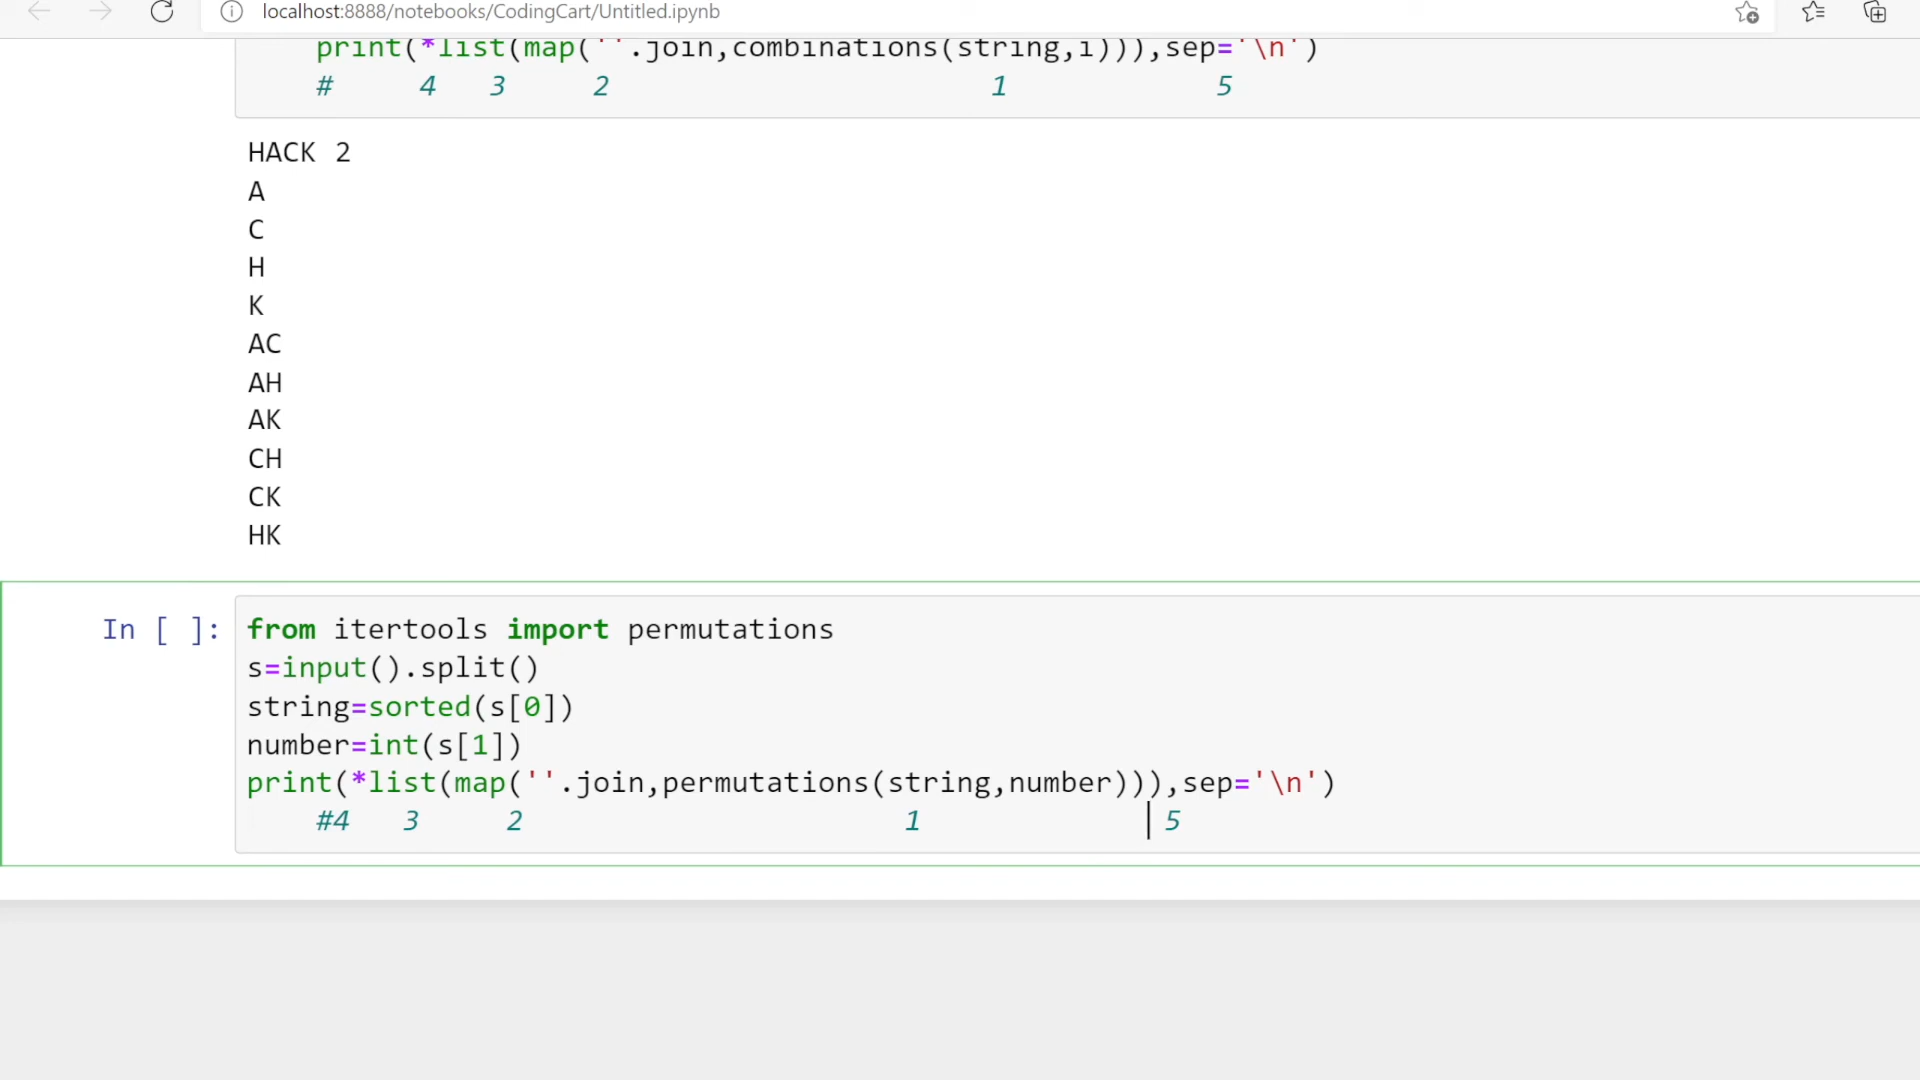 localhost:8888/notebooks/CodingCart/Untitled.ipynb
print(*list(map(''.join,combinations(string,i))),sep='\n')
# 4 3 2 1 5
HACK 2
A
C
H
K
AC
AH
AK
CH
CK
HK
In [ ]: from itertools import permutations
s=input().split()
string=sorted(s[0])
number=int(s[1])
print(*list(map(''.join,permutations(string,number))),sep='\n')
#4 3 2 1 5